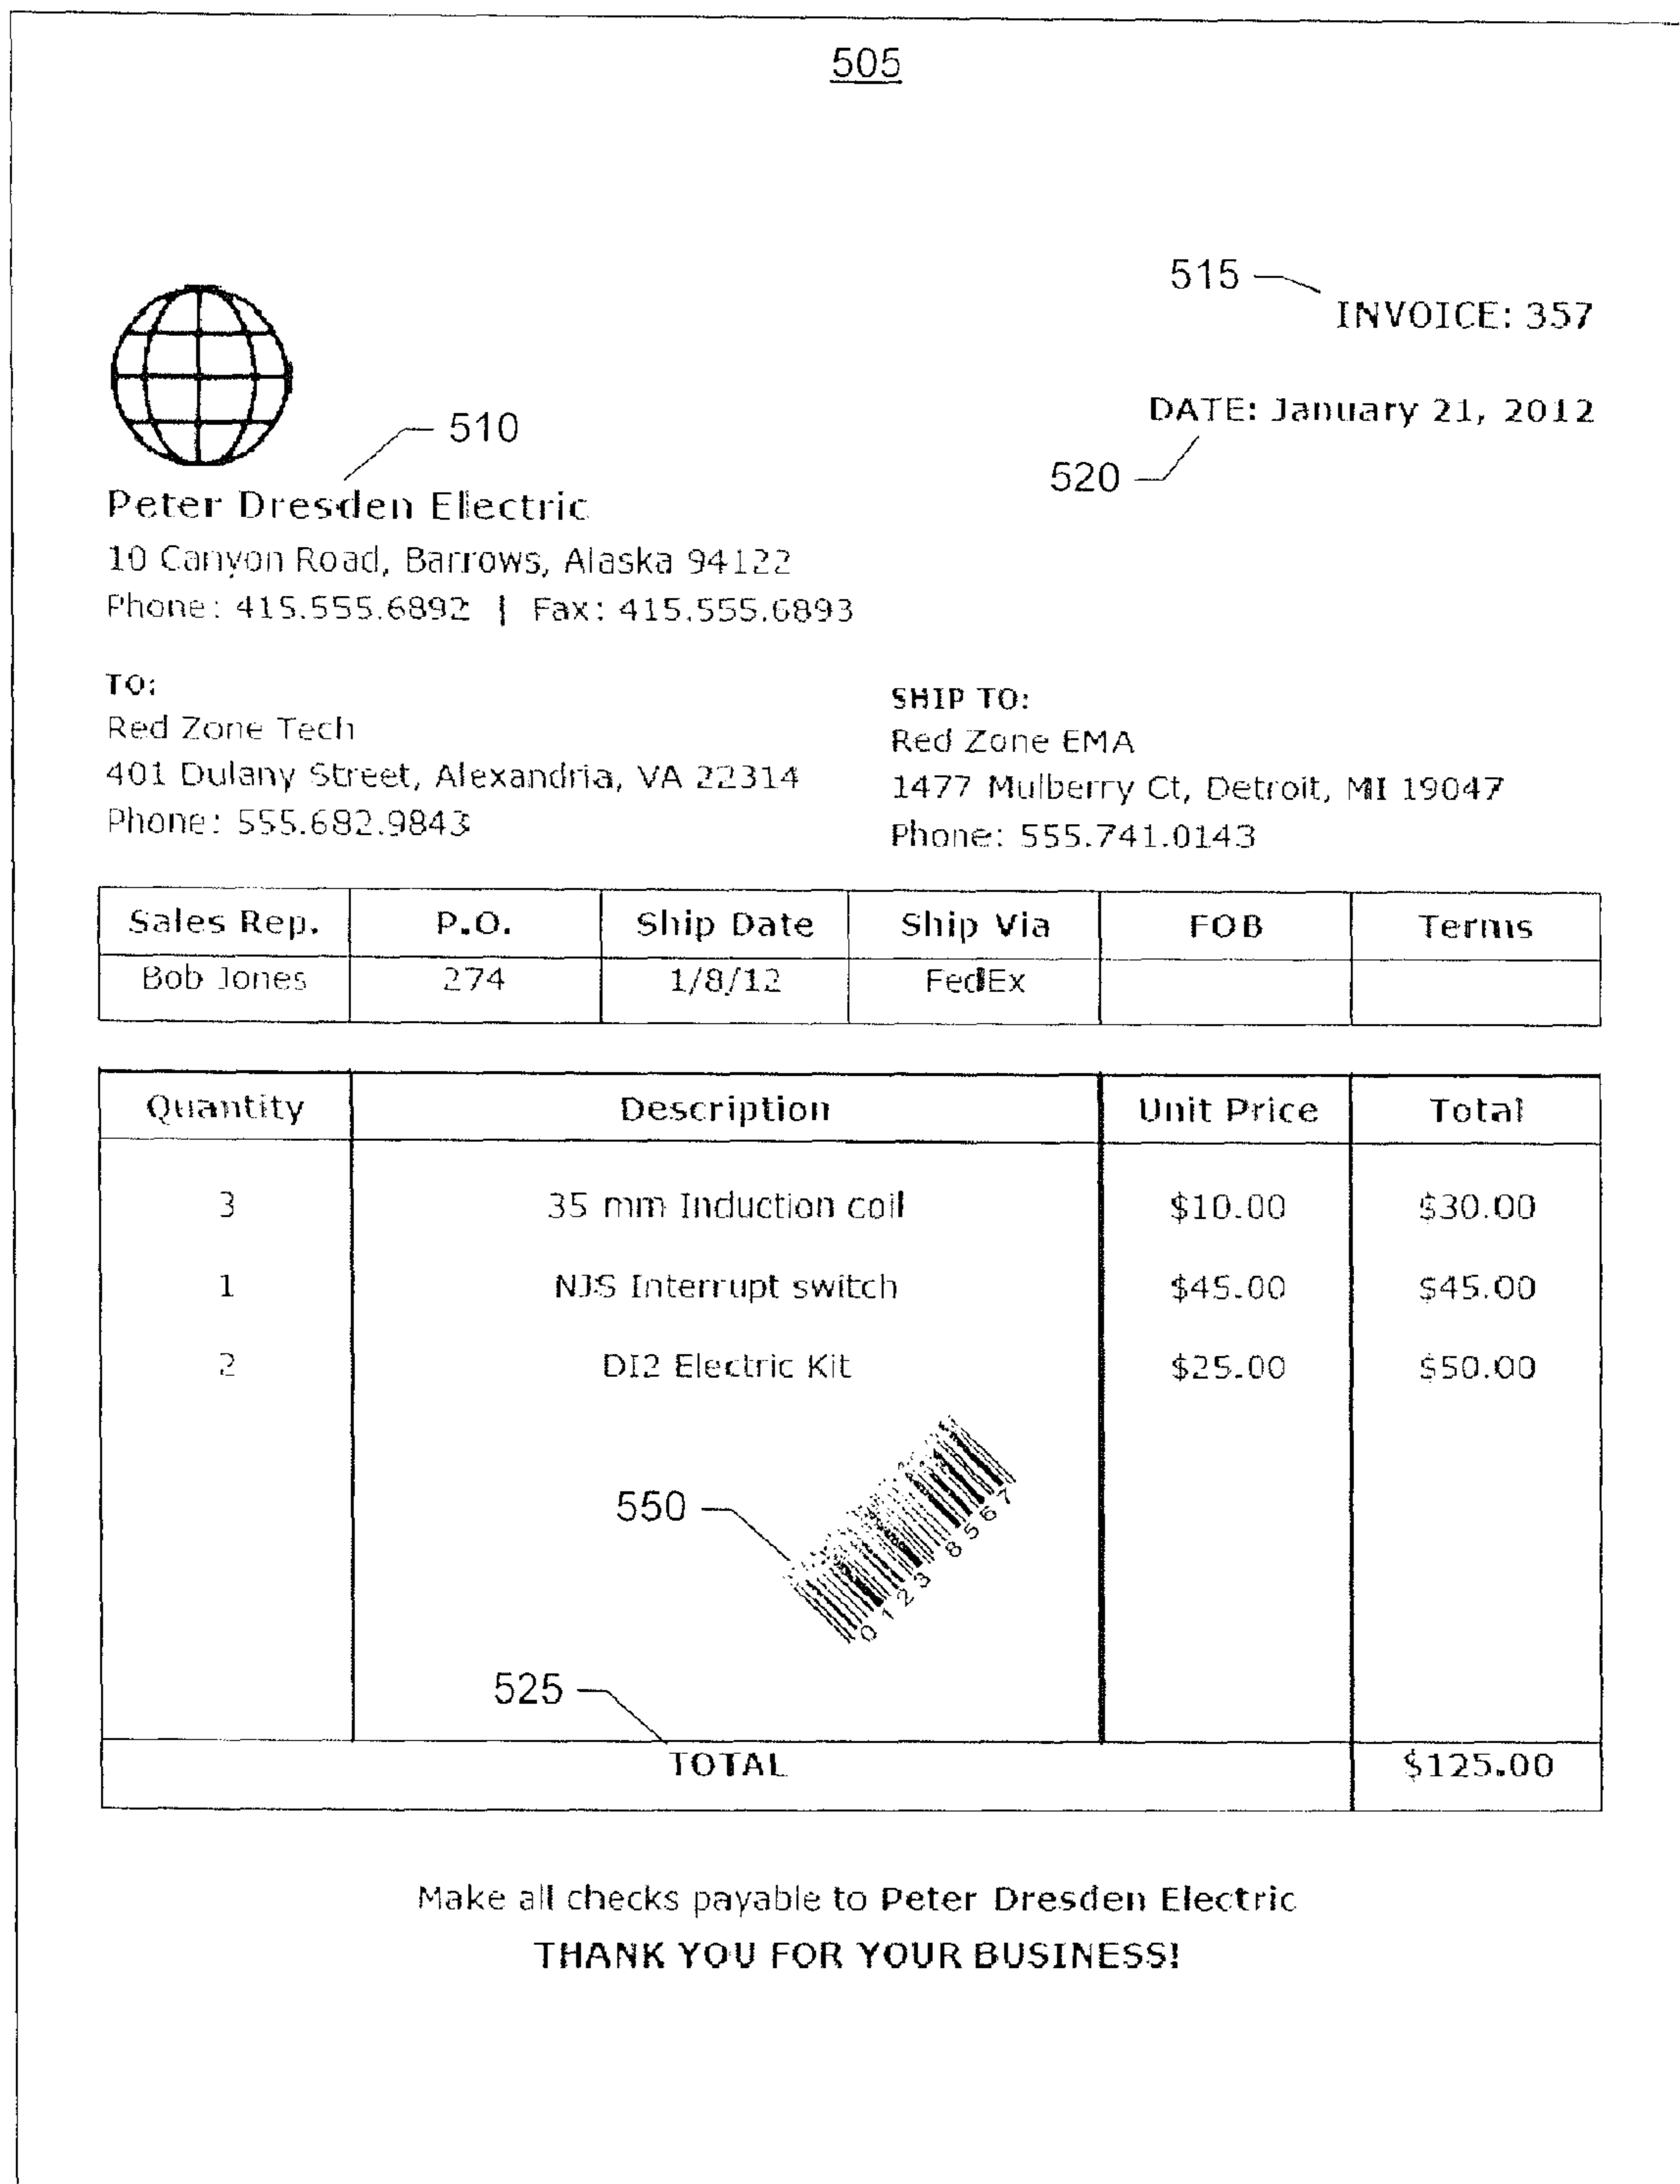 505
515
INVOICE: 357
DATE: January 21, 2012
520
510
Peter Dresden Electric
10 Canyon Road, Barrows, Alaska 94122
Phone: 415.555.6892 | Fax: 415.555.6893
TO:
Red Zone Tech
401 Dulany Street, Alexandria, VA 22314
Phone: 555.682.9843
SHIP TO:
Red Zone EMA
1477 Mulberry Ct, Detroit, MI 19047
Phone: 555.741.0143
Sales Rep. P.O. Ship Date Ship Via FOB Terms
Bob Jones 274 1/8/12 FedEx
Quantity Description Unit Price Total
3 35 mm Induction coil $10.00 $30.00
1 NJS Interrupt switch $45.00 $45.00
2 DI2 Electric Kit $25.00 $50.00
550
0123 8567
525
TOTAL $125.00
Make all checks payable to Peter Dresden Electric
THANK YOU FOR YOUR BUSINESS!